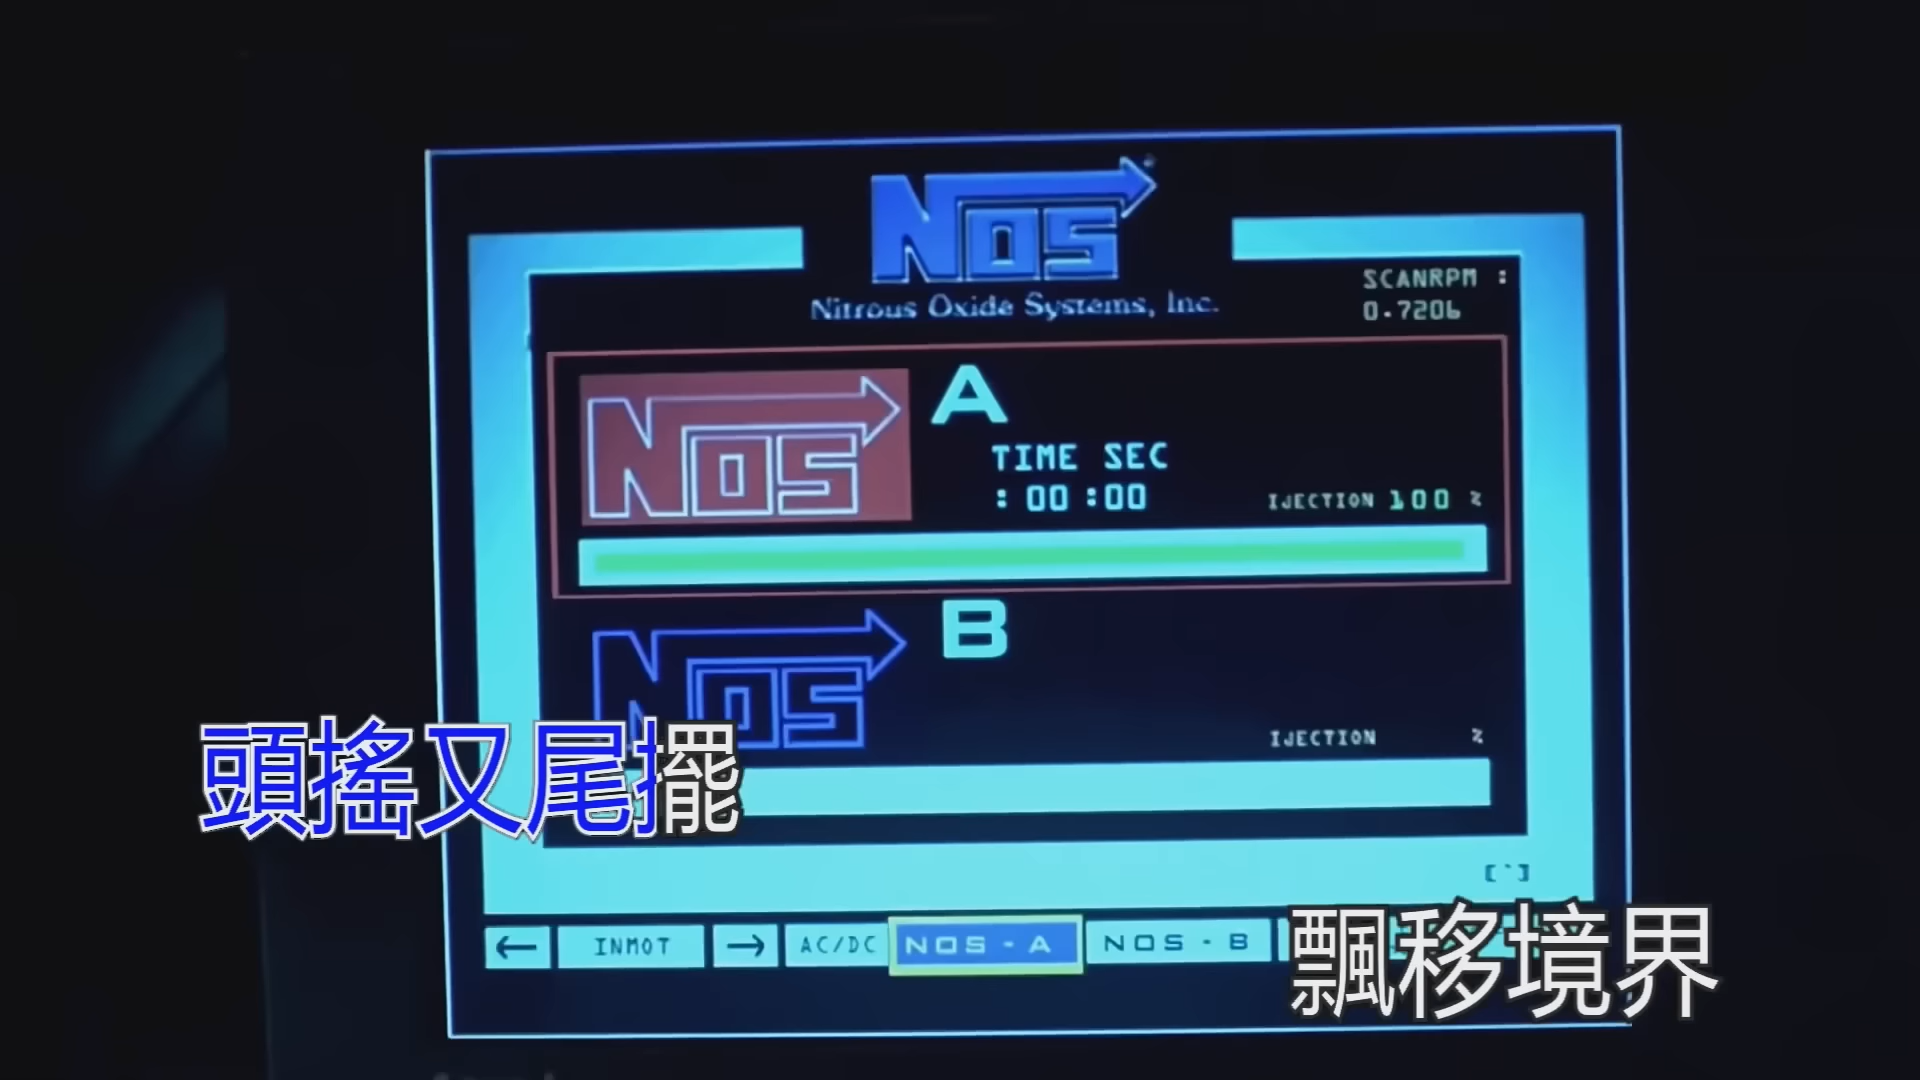 NOS
Nitrous Oxide Systems, Inc.
SCANRPM :
0.7206
NOS
A
TIME SEC
: 00 :00
IJECTION 100 %
NOS
B
IJECTION %
頭搖又尾擺
[`]
← INMOT → AC/DC NOS - A NOS - B
飄移境界